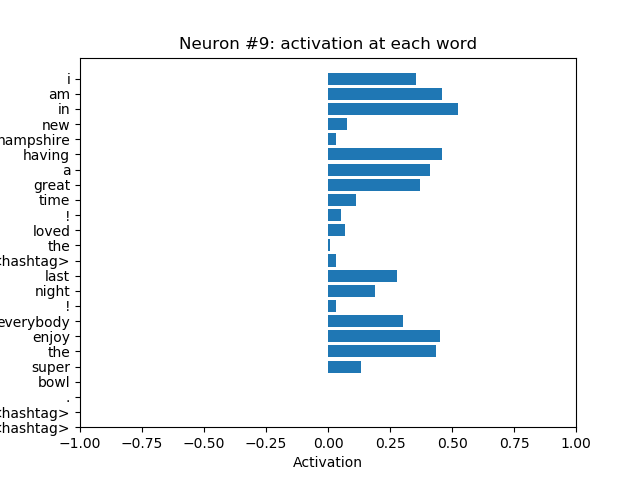 Neuron #9: activation at each word
i
am
in
new
hampshire
having
a
great
time
!
loved
the
hashtag>
last
night
!
everybody
enjoy
the
super
bowl
.
hashtag>
hashtag>
−1.00 −0.75 −0.50 −0.25 0.00 0.25 0.50 0.75 1.00
Activation